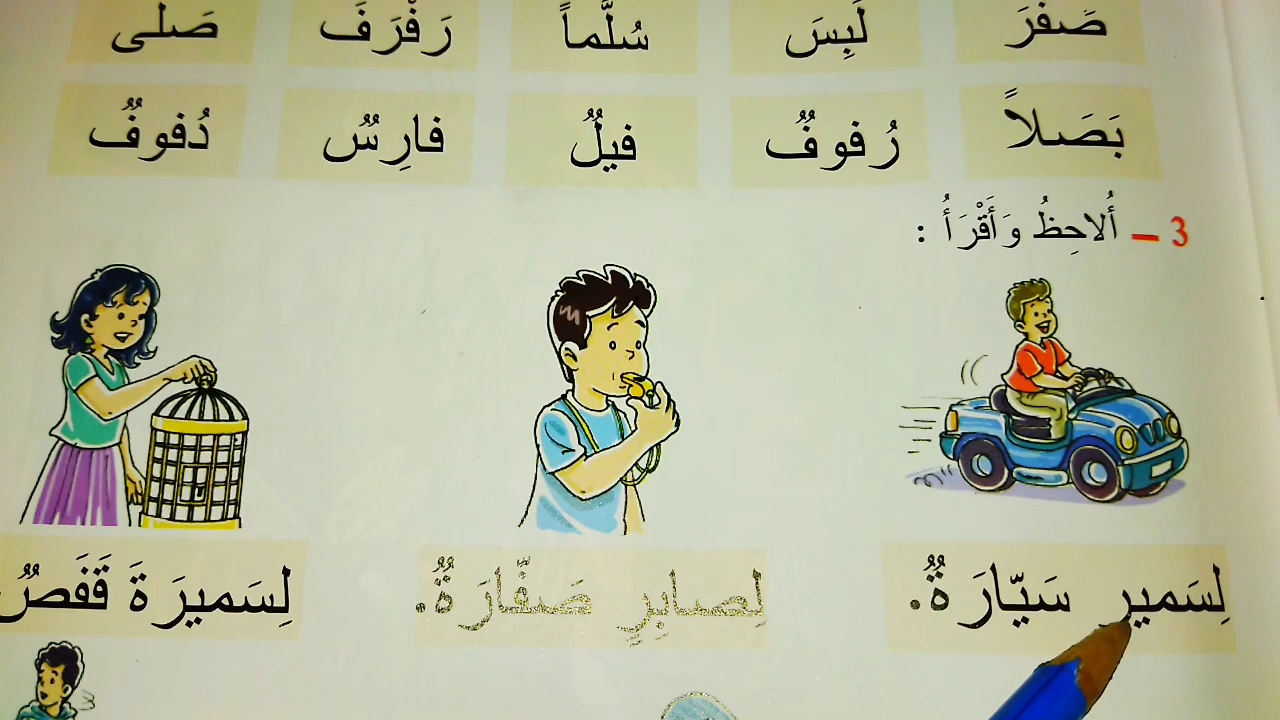 صَفَرَ لَبِسَ سُلَّماً رَفْرَفَ صَلى
بَصَلاً رُفوفٌ فيلٌ فارِسٌ دُفوفٌ
3 ـ أُلاحِظُ وَأَقْرَأُ :
لِسَميرٍ سَيّارَةٌ. لِصابِرٍ صَفّارَةٌ. لِسَميرَةَ قَفَصٌ